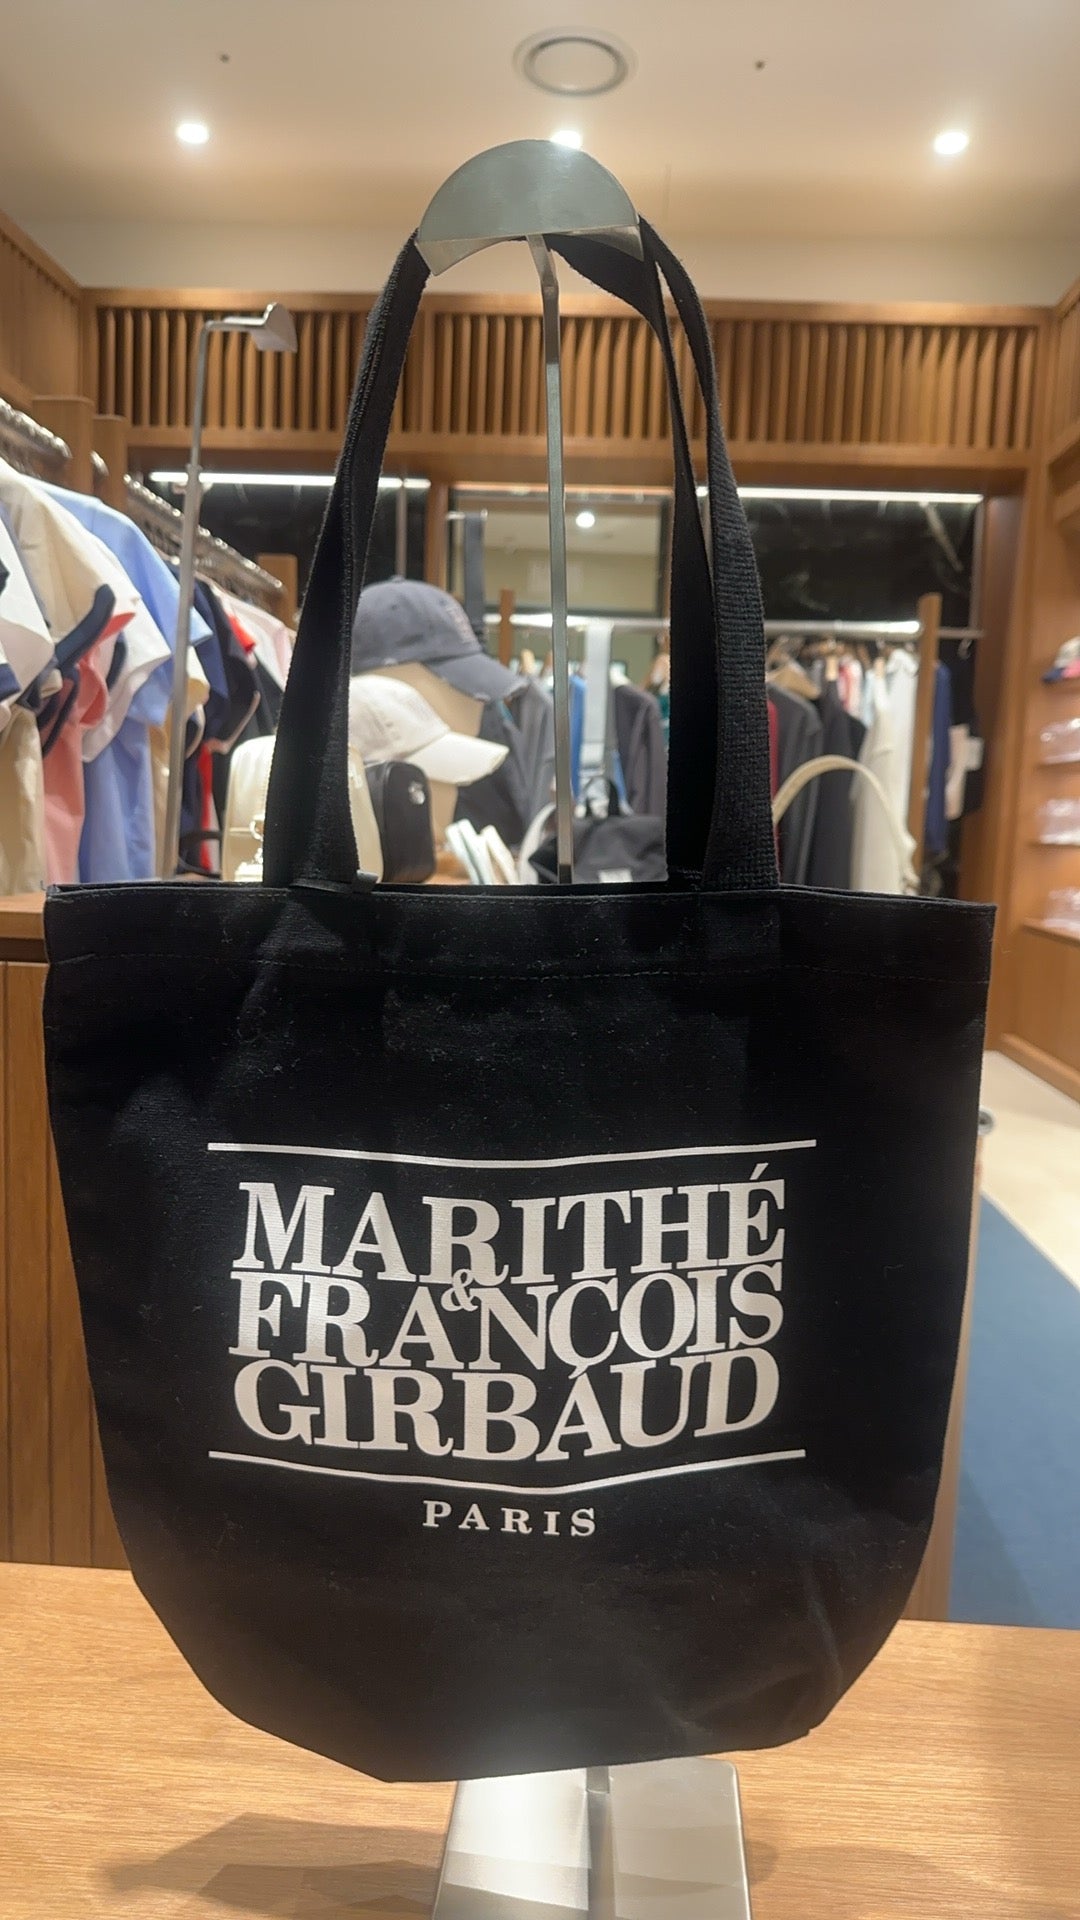 MARITHÉ
&
FRANÇOIS
GIRBAUD
PARIS